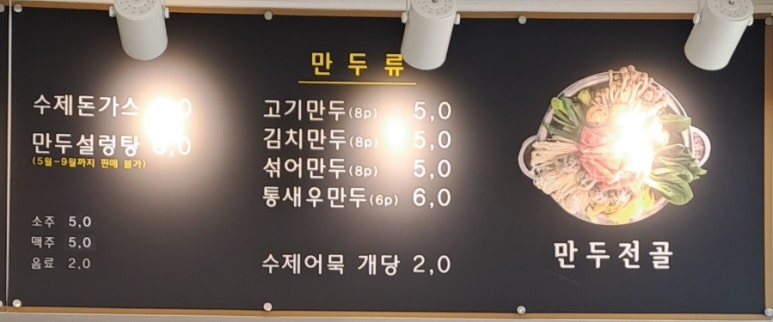 수제돈가스
만두설렁탕
(5월~9월까지 판매 불가)
소주 5,0
맥주 5,0
음료 2,0
만두류
고기만두(8p) 5,0
김치만두(8p) 5,0
섞어만두(8p) 5,0
통새우만두(6p) 6,0
수제어묵 개당 2,0
만두전골